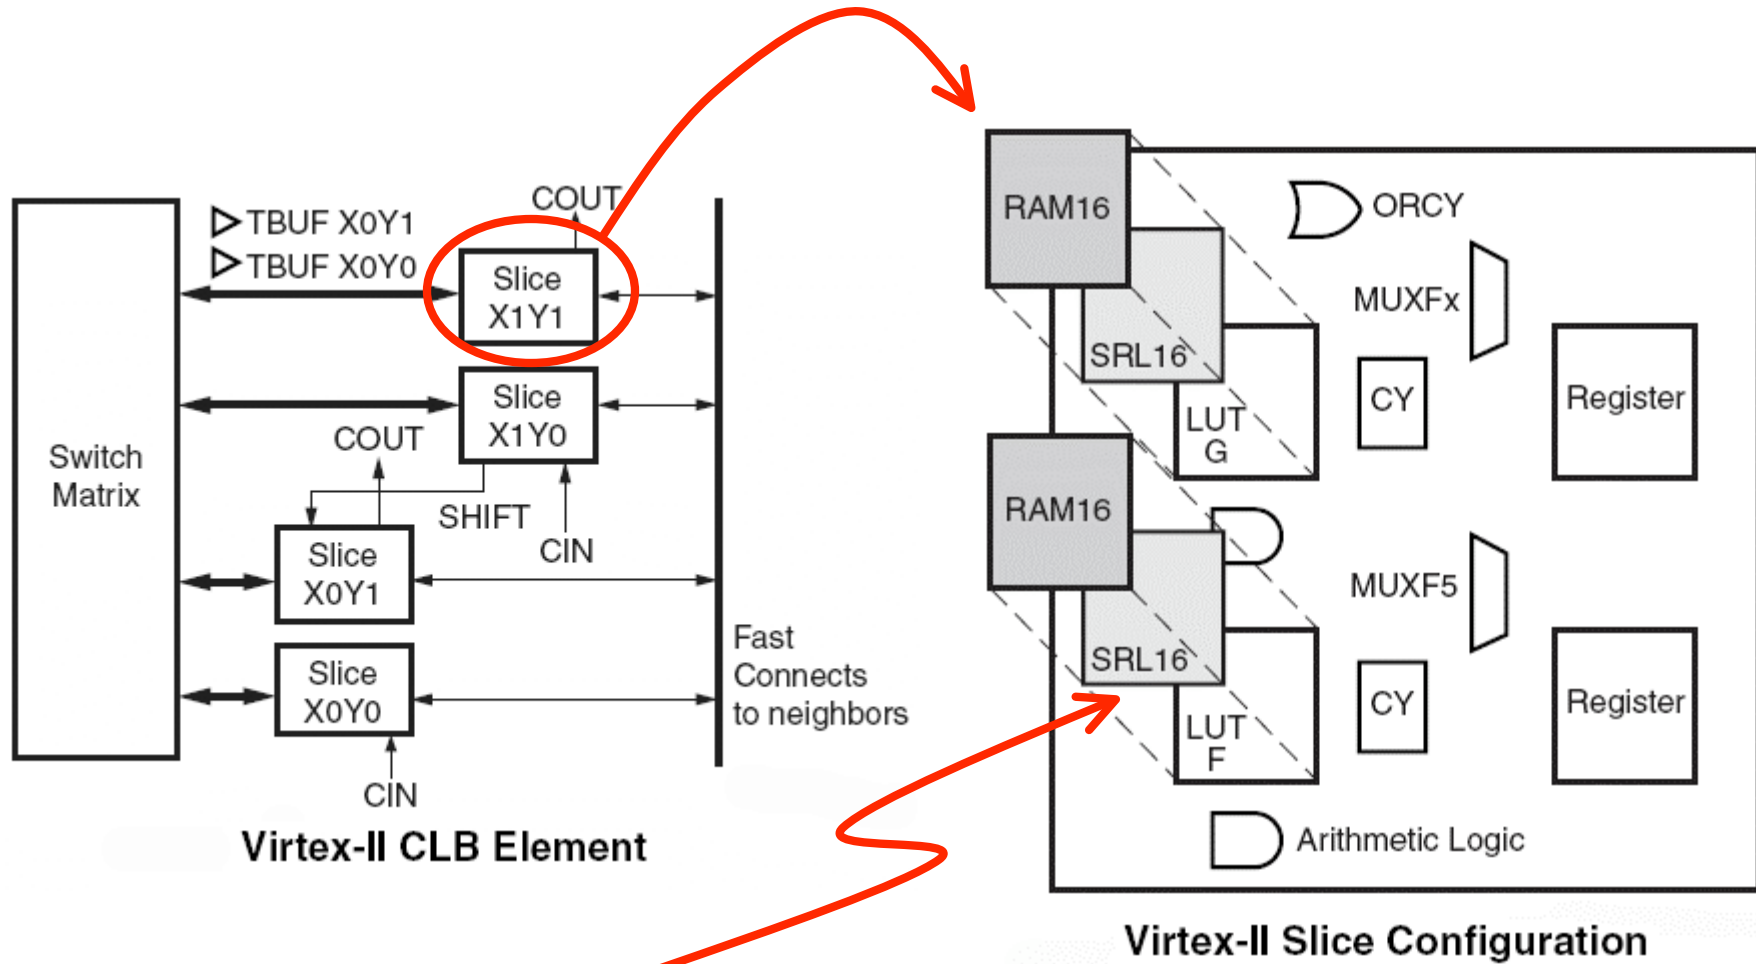 COUT
TBUF X0Y1
TBUF X0Y0
Slice
X1Y1
Slice
X1Y0
COUT
Switch
Matrix
SHIFT
CIN
Slice
X0Y1
Slice
X0Y0
Fast
Connects
to neighbors
CIN
Virtex-II CLB Element
RAM16
ORCY
MUXFx
SRL16
LUT
G
CY
Register
RAM16
MUXF5
SRL16
LUT
F
CY
Register
Arithmetic Logic
Virtex-II Slice Configuration